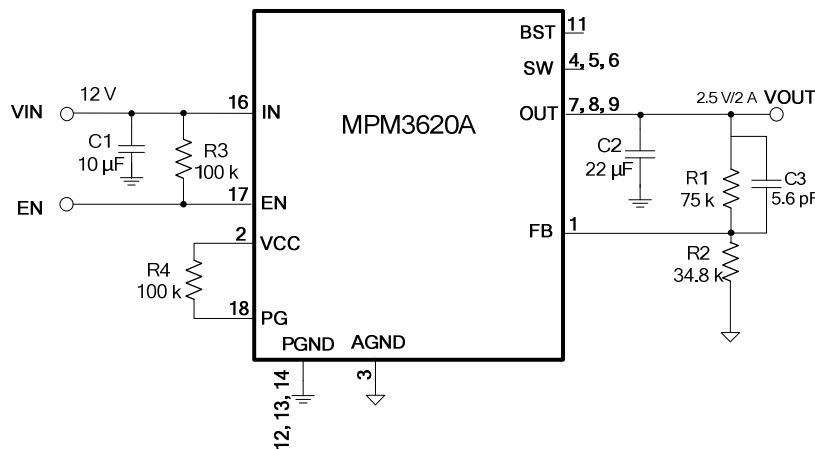 BST
11
SW
4, 5, 6
VIN
12 V
16
IN
MPM3620A
OUT
7, 8, 9
2.5 V/2 A
VOUT
C1
10 µF
R3
100 k
C2
22 µF
R1
75 k
C3
5.6 pF
EN
17
EN
2
VCC
FB
1
R4
100 k
R2
34.8 k
18
PG
PGND
AGND
12, 13, 14
3